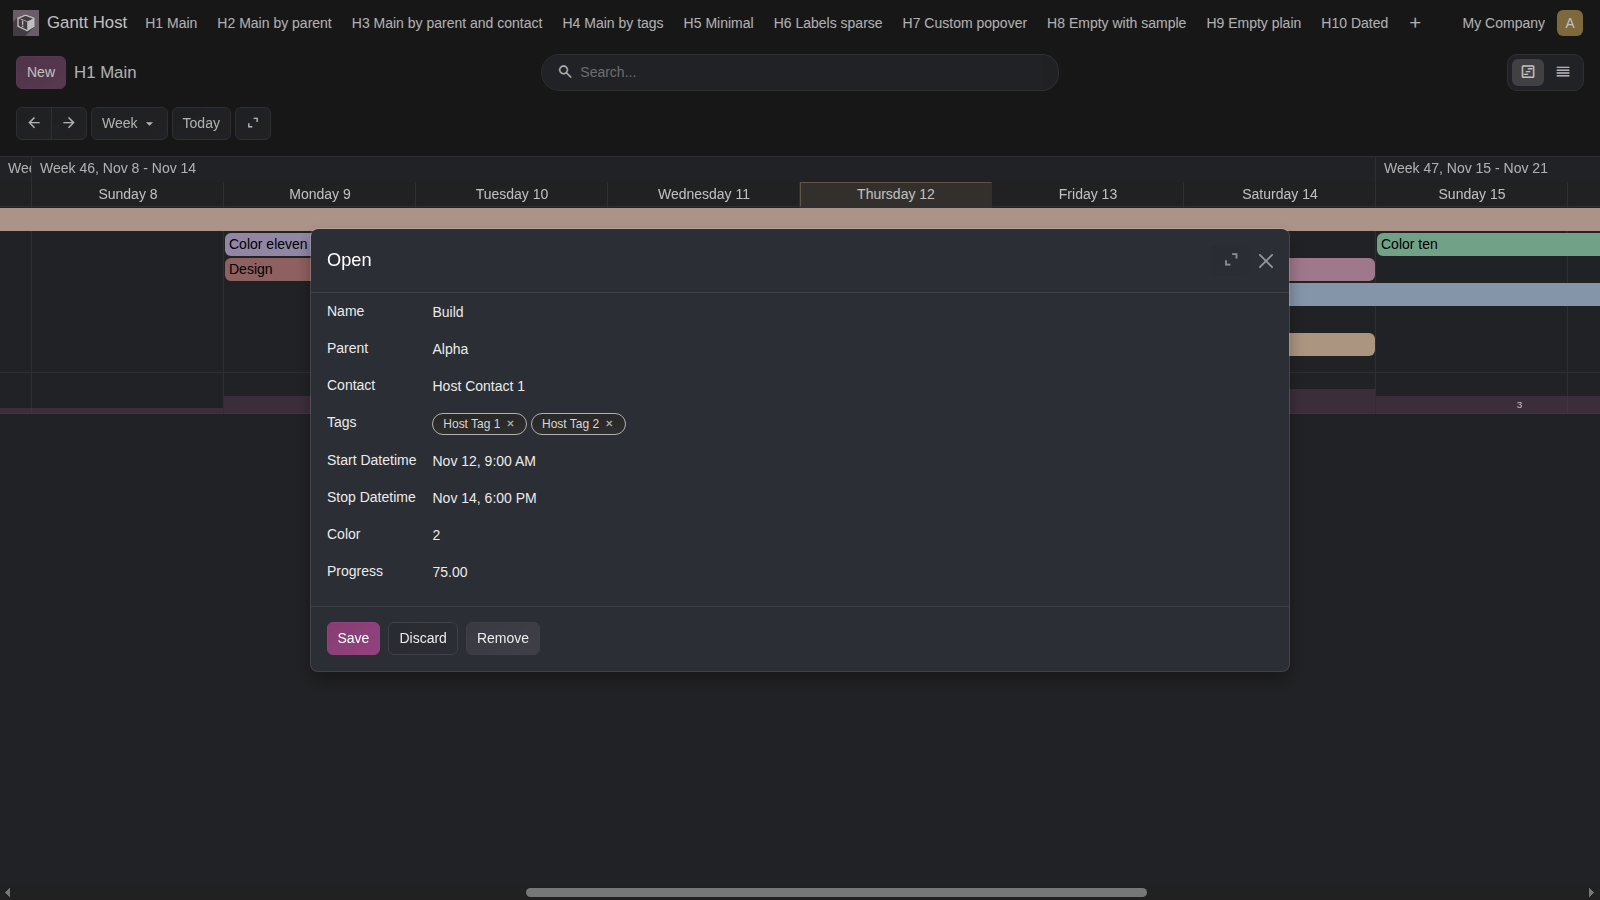 Gantt Host H1 Main H2 Main by parent H3 Main by parent and contact H4 Main by tags H5 Minimal H6 Labels sparse H7 Custom popover H8 Empty with sample H9 Empty plain H10 Dated + My Company A
New H1 Main Search...
Week Today
Wee Week 46, Nov 8 - Nov 14 Week 47, Nov 15 - Nov 21
Sunday 8 Monday 9 Tuesday 10 Wednesday 11 Thursday 12 Friday 13 Saturday 14 Sunday 15
Color eleven Color ten
Design
Open
Name Build
Parent Alpha
Contact Host Contact 1
3
Tags Host Tag 1 × Host Tag 2 ×
Start Datetime Nov 12, 9:00 AM
Stop Datetime Nov 14, 6:00 PM
Color 2
Progress 75.00
Save Discard Remove